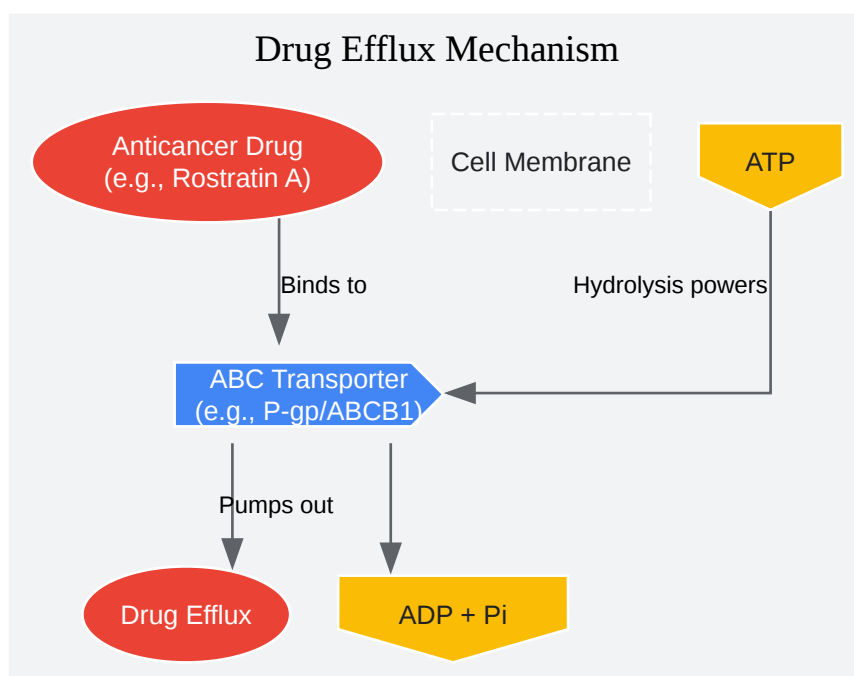 Drug Efflux Mechanism
Anticancer Drug
(e.g., Rostratin A)
Cell Membrane
ATP
Binds to
Hydrolysis powers
ABC Transporter
(e.g., P-gp/ABCB1)
Pumps out
Drug Efflux
ADP + Pi